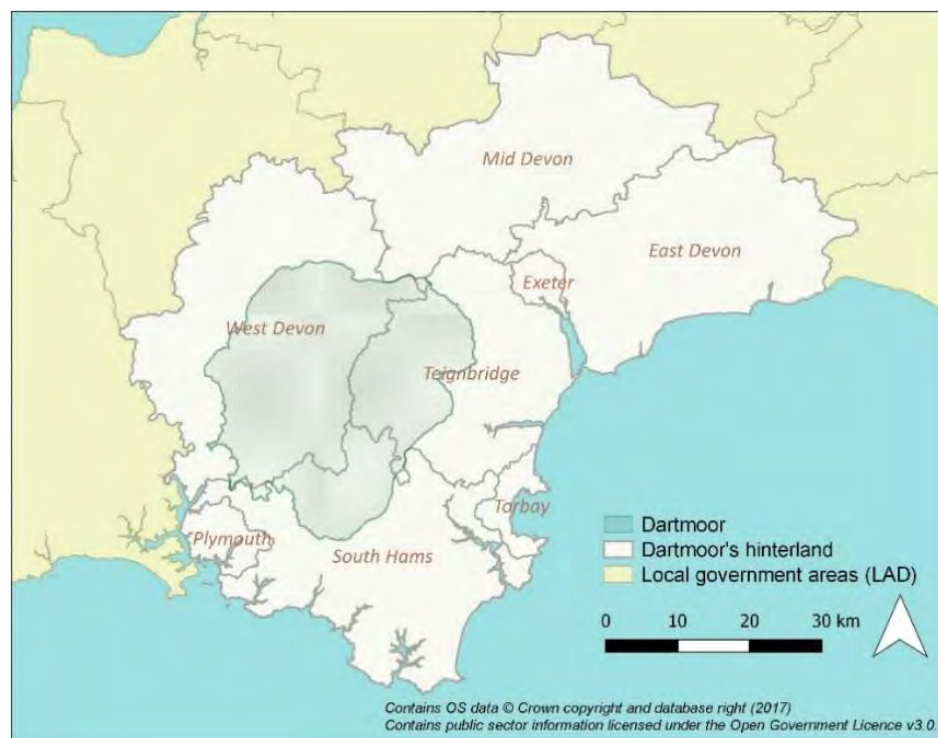 Mid Devon
East Devon
Exeter
West Devon
Teignbridge
Torbay
Plymouth
South Hams
Dartmoor
Dartmoor's hinterland
Local government areas (LAD)
0 10 20 30 km
Contains OS data © Crown copyright and database right (2017)
Contains public sector information licensed under the Open Government Licence v3.0.